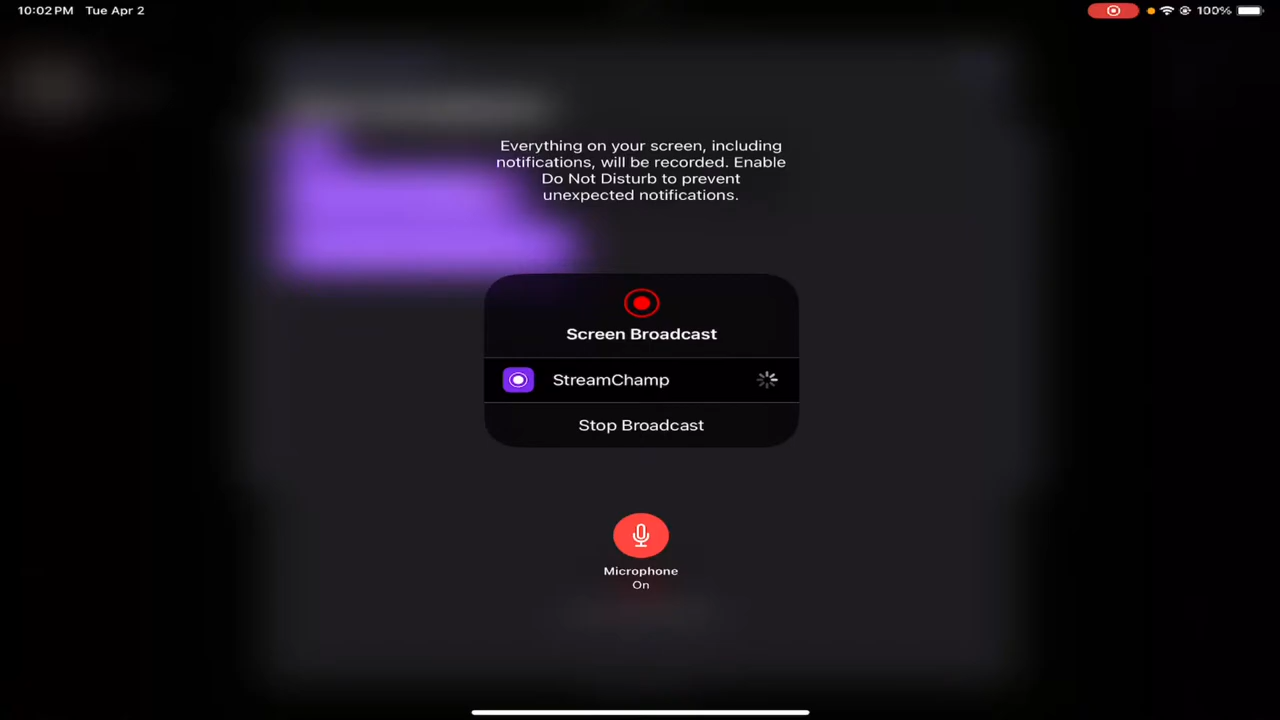 10:02 PM Tue Apr 2
100%
Everything on your screen, including
notifications, will be recorded. Enable
Do Not Disturb to prevent
unexpected notifications.
Screen Broadcast
StreamChamp
Stop Broadcast
Microphone
On